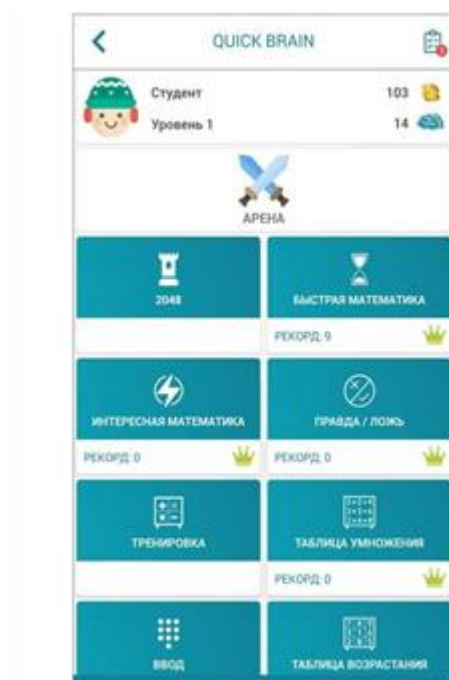 QUICK BRAIN
Студент 103
Уровень 1 14
АРЕНА
2048 БЫСТРАЯ МАТЕМАТИКА
РЕКОРД: 9
ИНТЕРЕСНАЯ МАТЕМАТИКА ПРАВДА / ЛОЖЬ
РЕКОРД: 0 РЕКОРД: 0
ТРЕНИРОВКА ТАБЛИЦА УМНОЖЕНИЯ
РЕКОРД: 0
ВВОД ТАБЛИЦА ВОЗРАСТАНИЯ